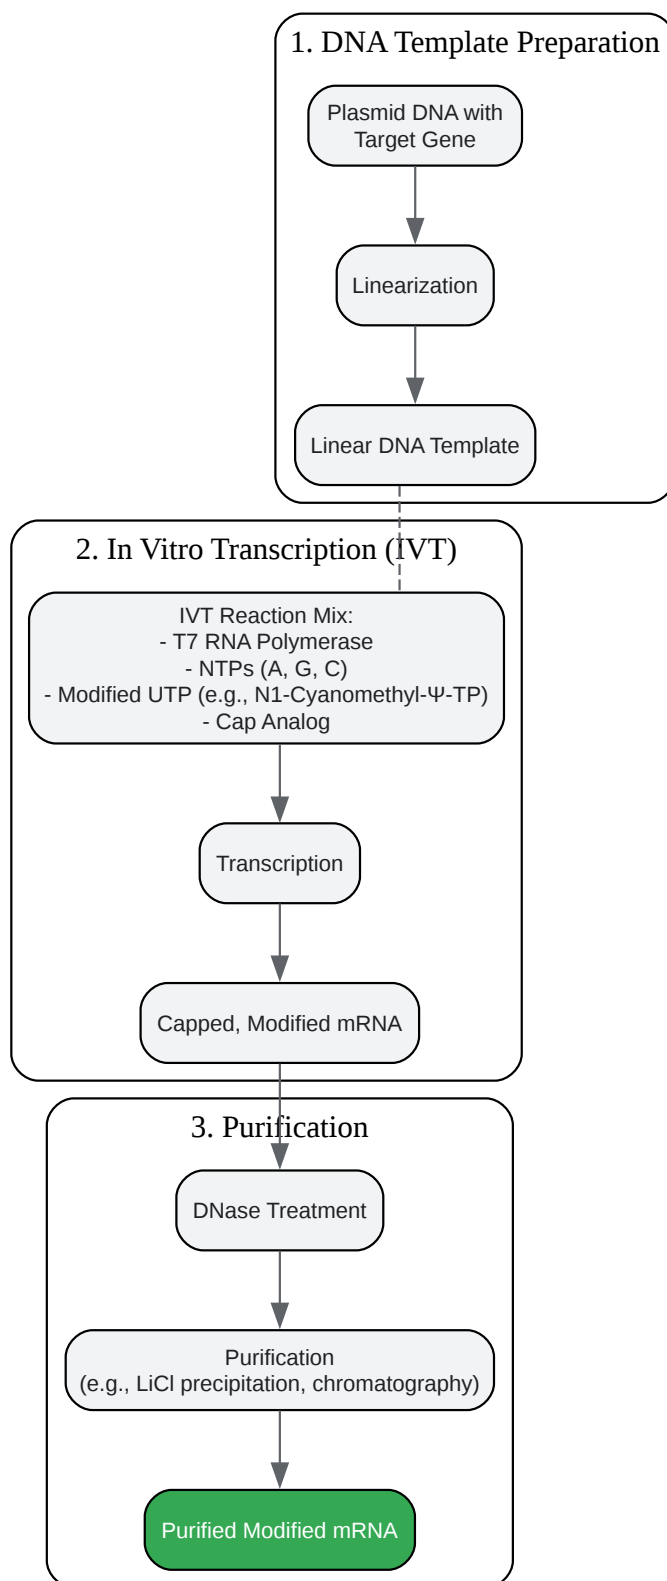 1. DNA Template Preparation
Plasmid DNA with
Target Gene
Linearization
Linear DNA Template
2. In Vitro Transcription (IVT)
IVT Reaction Mix:
- T7 RNA Polymerase
- NTPs (A, G, C)
- Modified UTP (e.g., N1-Cyanomethyl-Ψ-TP)
- Cap Analog
Transcription
Capped, Modified mRNA
3. Purification
DNase Treatment
Purification
(e.g., LiCl precipitation, chromatography)
Purified Modified mRNA